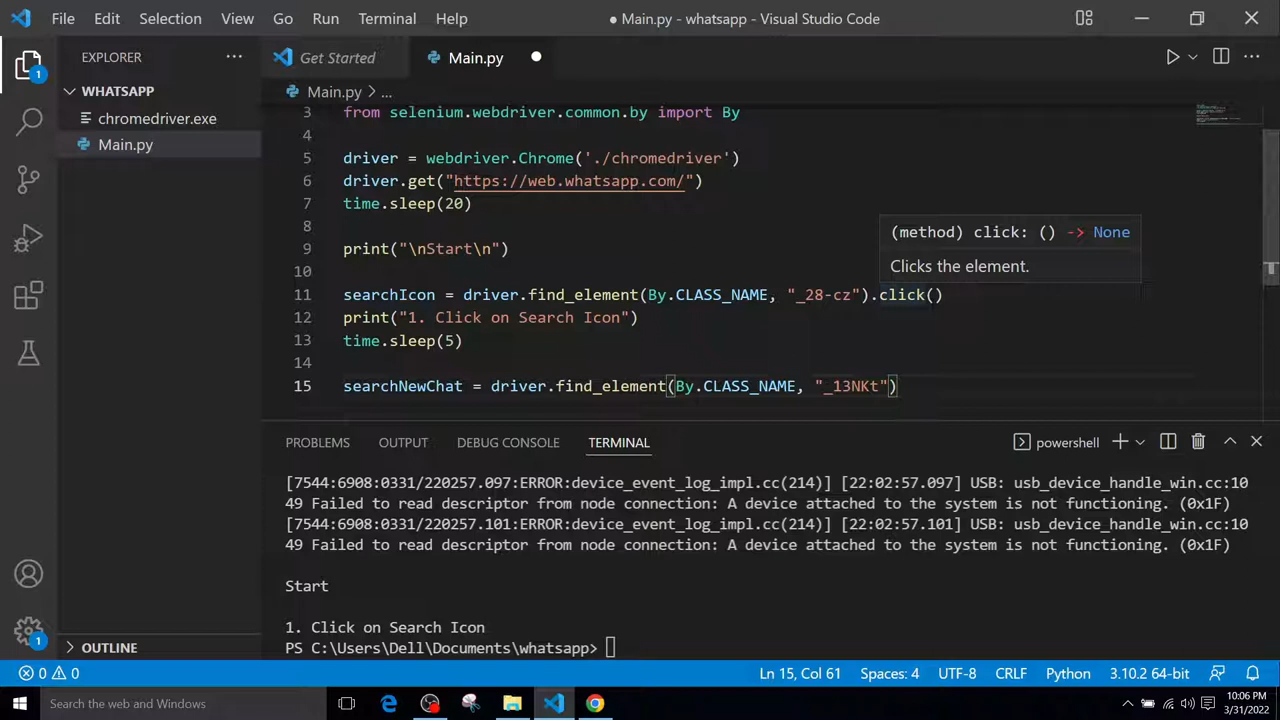 File Edit Selection View Go Run Terminal Help
● Main.py - whatsapp - Visual Studio Code
EXPLORER
Get Started
Main.py
WHATSAPP
chromedriver.exe
Main.py
OUTLINE
Main.py > ...
3 from selenium.webdriver.common.by import By
4
5 driver = webdriver.Chrome('./chromedriver')
6 driver.get("https://web.whatsapp.com/")
7 time.sleep(20)
8
9 print("\nStart\n")
10
(method) click: () -> None
Clicks the element.
11 searchIcon = driver.find_element(By.CLASS_NAME, "_28-cz").click()
12 print("1. Click on Search Icon")
13 time.sleep(5)
14
15 searchNewChat = driver.find_element(By.CLASS_NAME, "_13NKt")
PROBLEMS OUTPUT DEBUG CONSOLE TERMINAL
powershell
[7544:6908:0331/220257.097:ERROR:device_event_log_impl.cc(214)] [22:02:57.097] USB: usb_device_handle_win.cc:10
49 Failed to read descriptor from node connection: A device attached to the system is not functioning. (0x1F)
[7544:6908:0331/220257.101:ERROR:device_event_log_impl.cc(214)] [22:02:57.101] USB: usb_device_handle_win.cc:10
49 Failed to read descriptor from node connection: A device attached to the system is not functioning. (0x1F)
Start
1. Click on Search Icon
PS C:\Users\Dell\Documents\whatsapp>
1
1
0 0
Ln 15, Col 61 Spaces: 4 UTF-8 CRLF Python 3.10.2 64-bit
Search the web and Windows
10:06 PM
3/31/2022